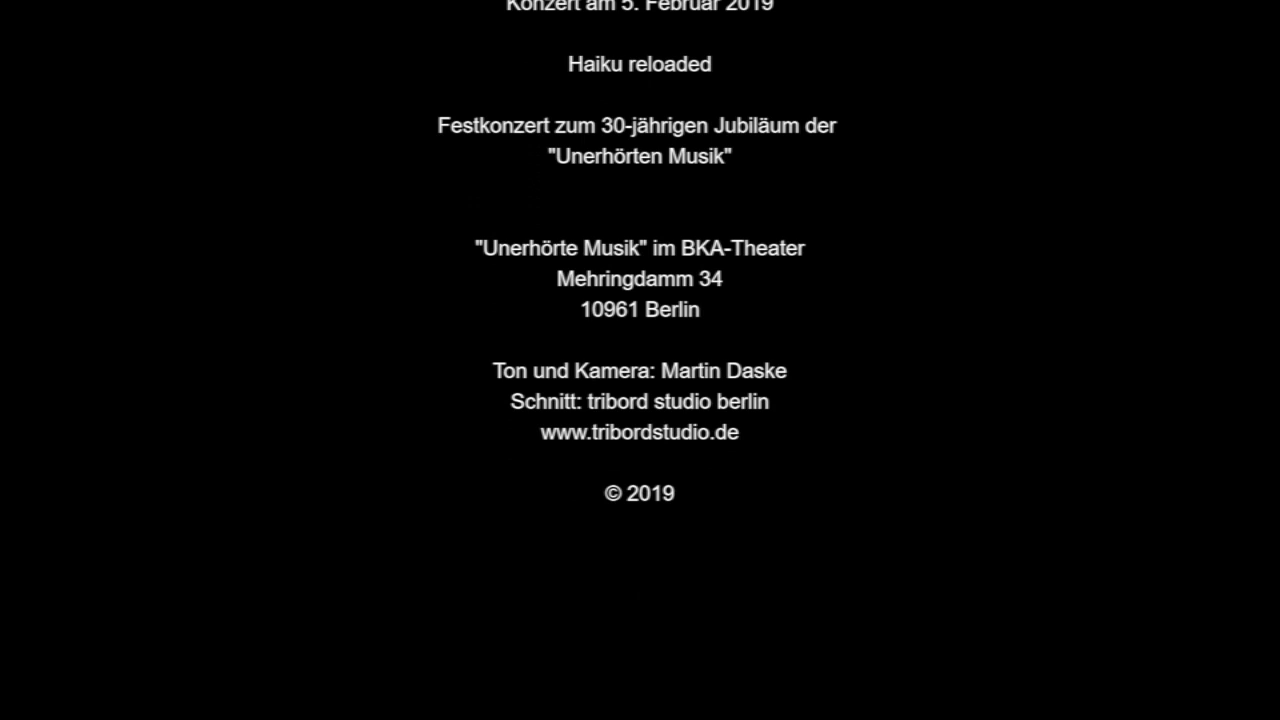 Konzert am 5. Februar 2019
Haiku reloaded
Festkonzert zum 30-jährigen Jubiläum der
"Unerhörten Musik"
"Unerhörte Musik" im BKA-Theater
Mehringdamm 34
10961 Berlin
Ton und Kamera: Martin Daske
Schnitt: tribord studio berlin
www.tribordstudio.de
© 2019